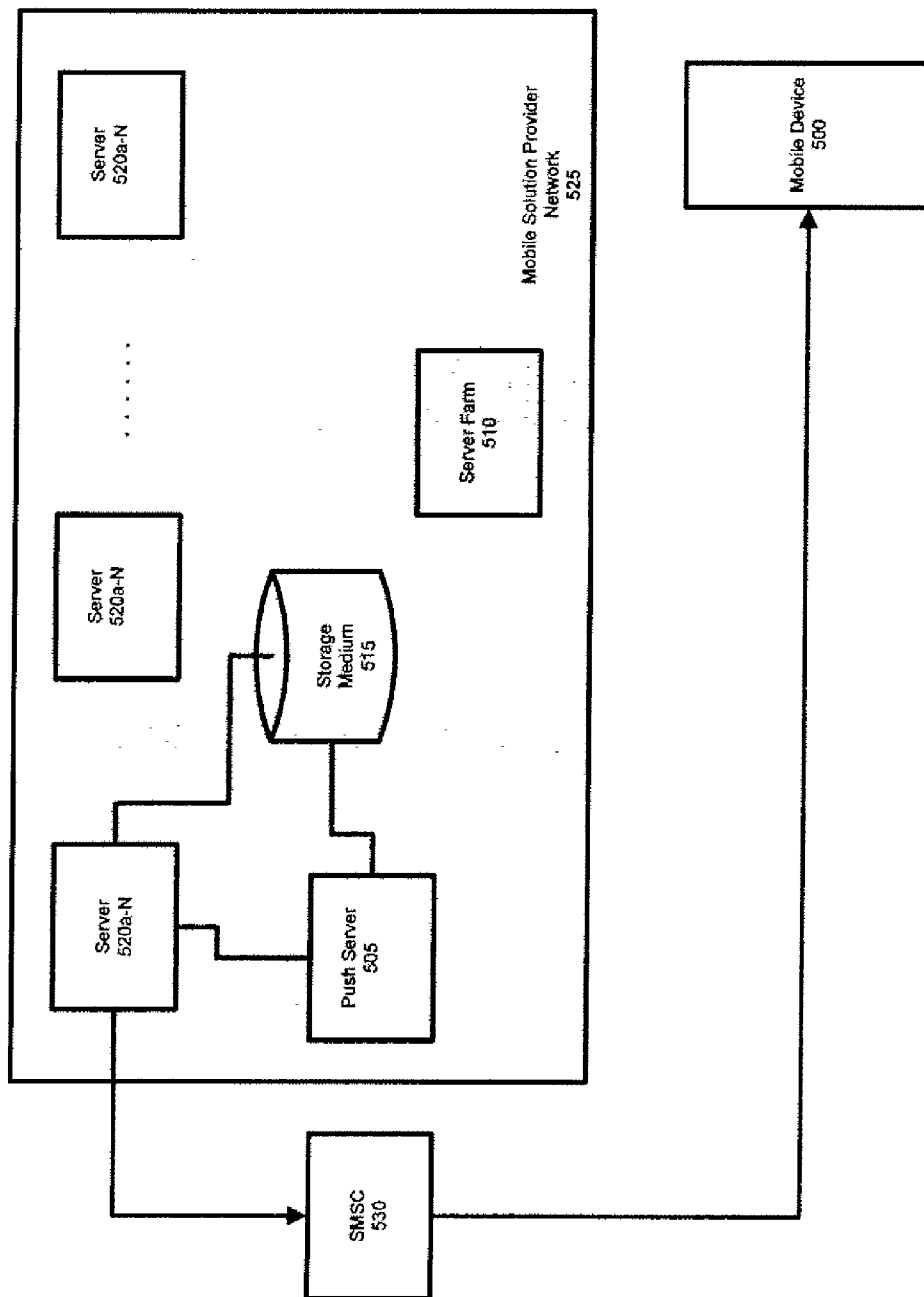 Server
520a-N
Server
520a-N
. . . . . .
Server
520a-N
Push Server
505
Storage
Medium
515
Server Farm
510
Mobile Solution Provider
Network
525
SMSC
530
Mobile Device
500